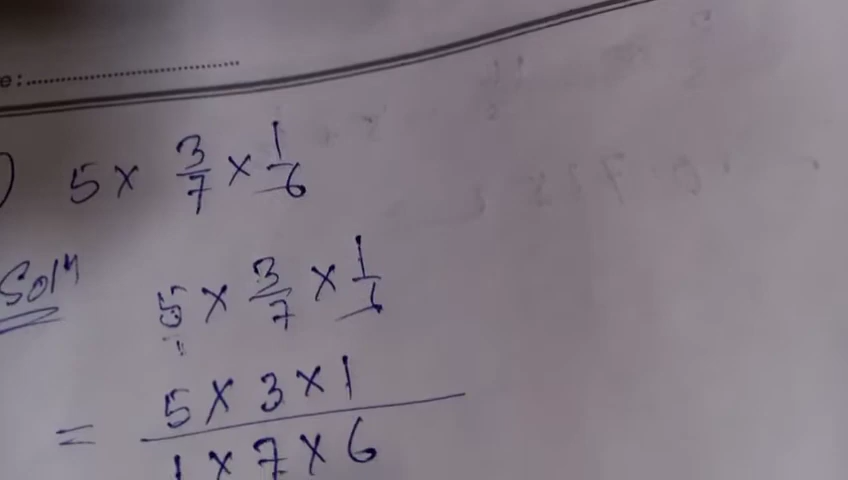 e:........................
) 5 × 3/7 × 1/6
Solⁿ 5 × 3/7 × 1/6
= 5 × 3 × 1
1 × 7 × 6